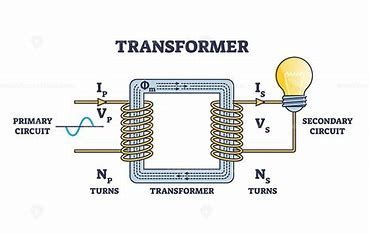 TRANSFORMER
Iₚ
Vₚ
Φₘ
Iₛ
Vₛ
PRIMARY
CIRCUIT
SECONDARY
CIRCUIT
Nₚ
TURNS
TRANSFORMER
Nₛ
TURNS